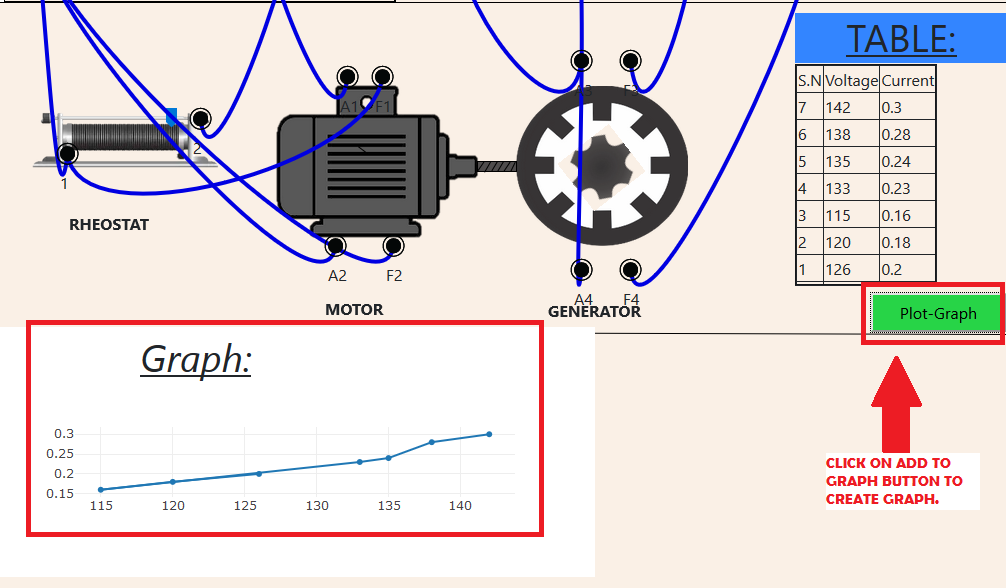 TABLE:
S.N Voltage Current
7 142 0.3
6 138 0.28
5 135 0.24
4 133 0.23
3 115 0.16
2 120 0.18
1 126 0.2
A1 F1
A3
2
1
RHEOSTAT
A2 F2
MOTOR
A4 F4
GENERATOR
Plot-Graph
Graph:
0.3
0.25
0.2
0.15
115 120 125 130 135 140
CLICK ON ADD TO
GRAPH BUTTON TO
CREATE GRAPH.